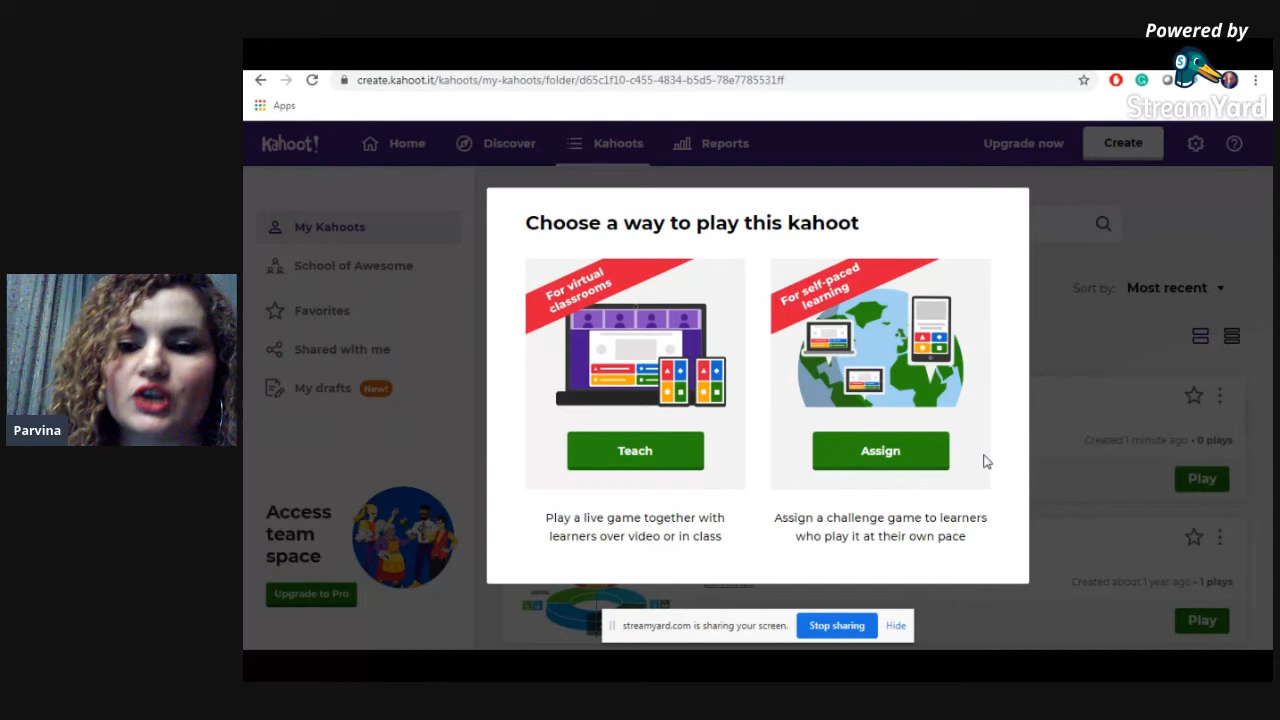 Powered by
StreamYard
create.kahoot.it/kahoots/my-kahoots/folder/d65c1f10-c455-4834-b5d5-78e7785531ff
Apps
Kahoot!
Home
Discover
Kahoots
Reports
Upgrade now
Create
My Kahoots
School of Awesome
Favorites
Shared with me
My drafts
New!
Access
team
space
Upgrade to Pro
Choose a way to play this kahoot
For virtual
classrooms
Teach
Play a live game together with
learners over video or in class
For self-paced
learning
Assign
Assign a challenge game to learners
who play it at their own pace
Sort by: Most recent
Created 1 minute ago • 0 plays
Play
Created about 1 year ago • 1 plays
Play
streamyard.com is sharing your screen.
Stop sharing
Hide
Parvina